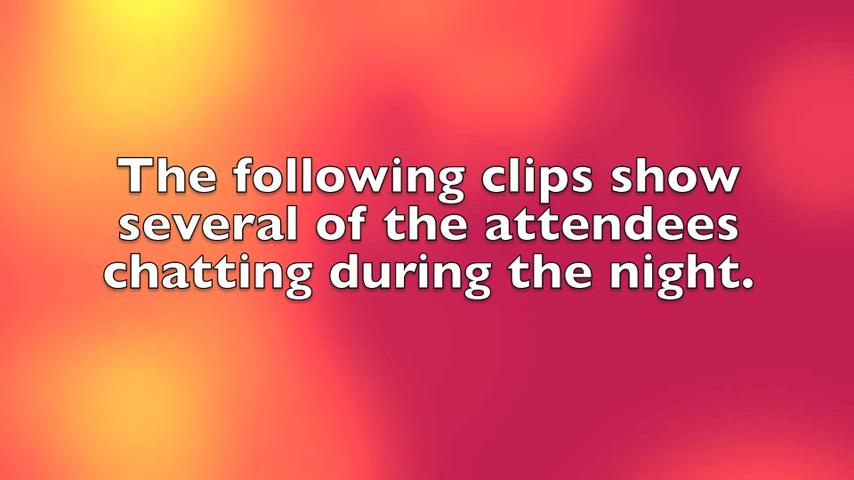 The following clips show
several of the attendees
chatting during the night.